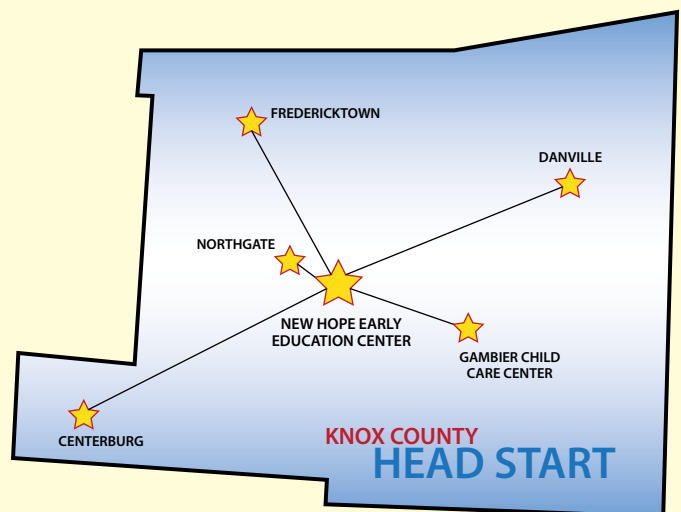 FREDERICKTOWN
DANVILLE
NORTHGATE
NEW HOPE EARLY
EDUCATION CENTER
GAMBIER CHILD
CARE CENTER
CENTERBURG
KNOX COUNTY
HEAD START